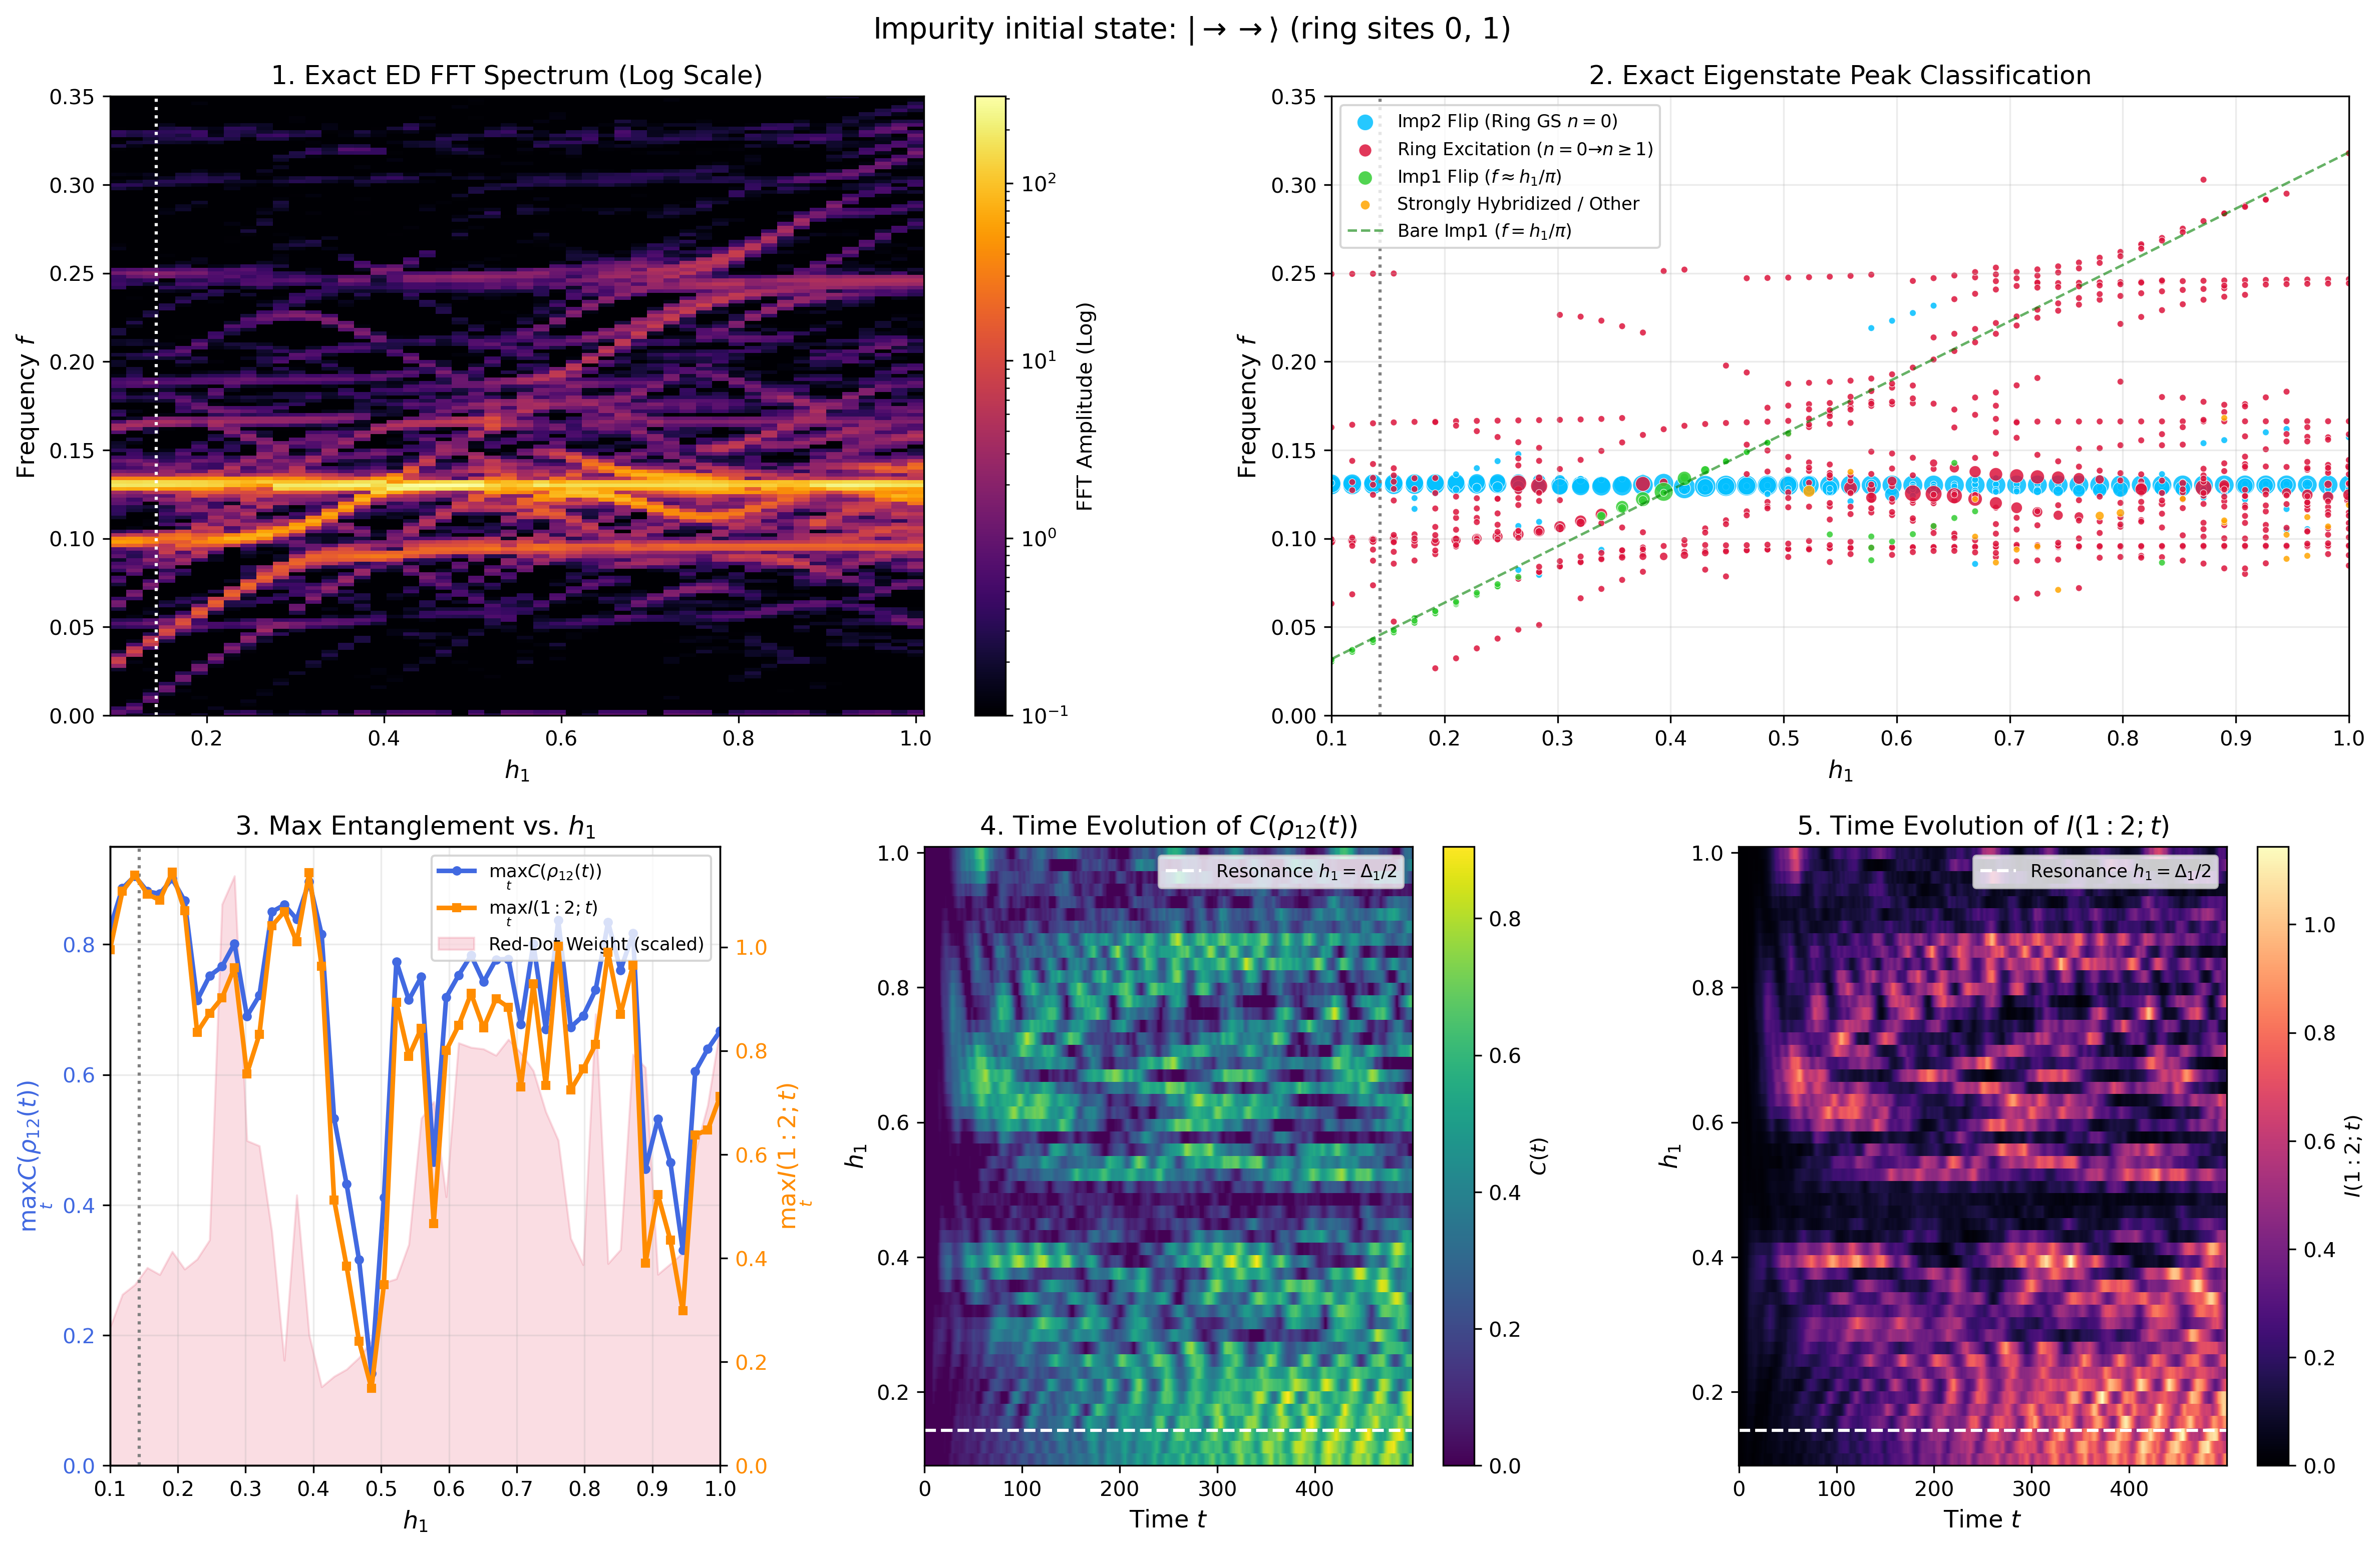 Impurity initial state: |→→⟩ (ring sites 0, 1)
1. Exact ED FFT Spectrum (Log Scale)
Frequency f
0.35
0.30
0.25
0.20
0.15
0.10
0.05
0.00
0.2 0.4 0.6 0.8 1.0
h₁
10²
10¹
10⁰
10⁻¹
FFT Amplitude (Log)
2. Exact Eigenstate Peak Classification
Frequency f
0.35
0.30
0.25
0.20
0.15
0.10
0.05
0.00
Imp2 Flip (Ring GS n = 0)
Ring Excitation (n = 0→n ≥ 1)
Imp1 Flip (f ≈ h₁/π)
Strongly Hybridized / Other
Bare Imp1 (f = h₁/π)
0.1 0.2 0.3 0.4 0.5 0.6 0.7 0.8 0.9 1.0
h₁
3. Max Entanglement vs. h₁
max C(ρ₁₂(t))
t
0.8
0.6
0.4
0.2
0.0
max C(ρ₁₂(t))
t
max I(1 : 2; t)
t
Red-Dot Weight (scaled)
1.0
0.8
0.6
0.4
0.2
0.0
max I(1 : 2; t)
t
0.1 0.2 0.3 0.4 0.5 0.6 0.7 0.8 0.9 1.0
h₁
4. Time Evolution of C(ρ₁₂(t))
h₁
1.0
0.8
0.6
0.4
0.2
Resonance h₁ = Δ₁/2
0 100 200 300 400
Time t
0.8
0.6
0.4
0.2
0.0
C(t)
5. Time Evolution of I(1 : 2; t)
h₁
1.0
0.8
0.6
0.4
0.2
Resonance h₁ = Δ₁/2
0 100 200 300 400
Time t
1.0
0.8
0.6
0.4
0.2
0.0
I(1 : 2; t)